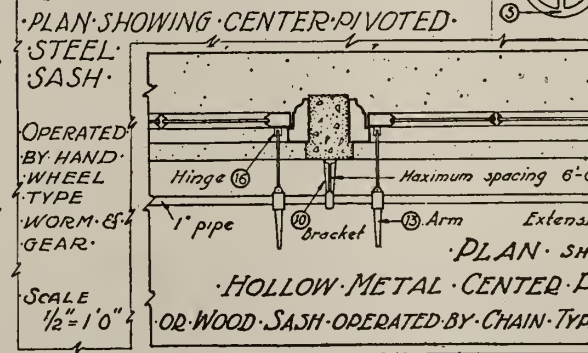 ·PLAN·SHOWING·CENTER·PIVOTED·
·STEEL·
·SASH·
·OPERATED·
BY·HAND·
·WHEEL·
TYPE
WORM·&·
GEAR·
·SCALE
1/2"=1'0"
⑤
Hinge ⑯
Maximum spacing 6'-
1" pipe
⑩
Bracket
⑬ Arm
Extens
·PLAN· SH
·HOLLOW·METAL·CENTER·P
·OR·WOOD·SASH·OPERATED·BY·CHAIN·TYP